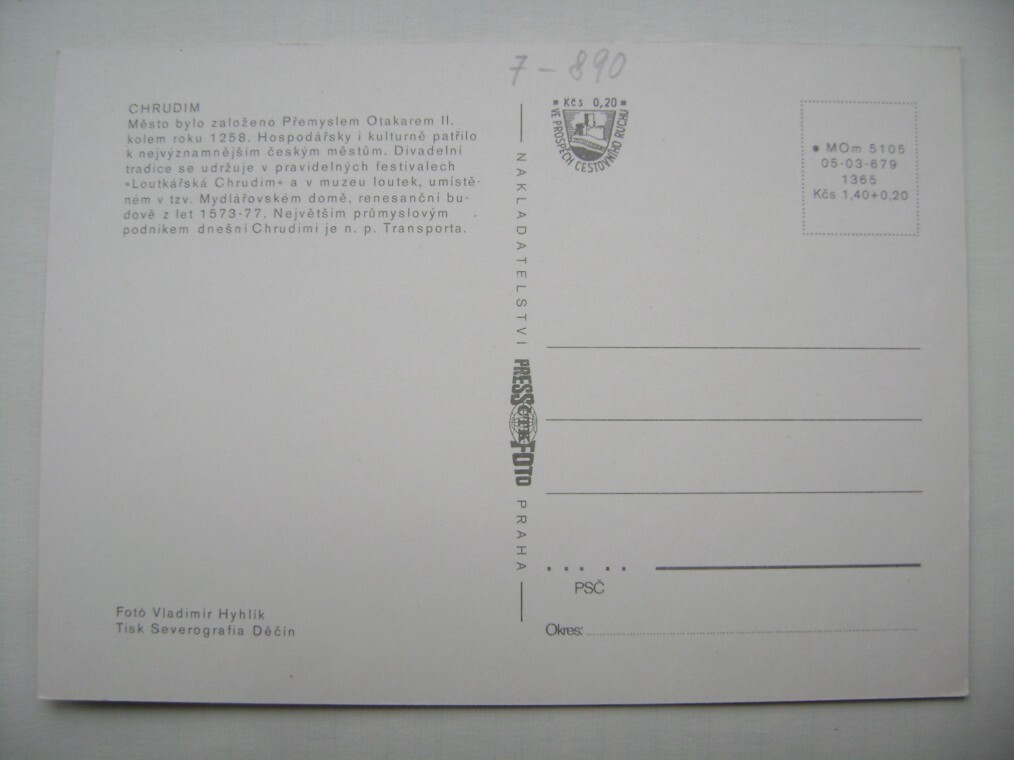 7-890
CHRUDIM
Město bylo založeno Přemyslem Otakarem II.
kolem roku 1258. Hospodářsky i kulturně patřilo
k nejvýznamnějším českým městům. Divadelní
tradice se udržuje v pravidelných festivalech
»Loutkářská Chrudim« a v muzeu loutek, umístě-
ném v tzv. Mydlářovském domě, renesanční bu-
dově z let 1573-77. Největším průmyslovým
podnikem dnešní Chrudimi je n. p. Transporta.
Foto Vladimír Hyhlík
Tisk Severografia Děčín
NAKLADATELSTVÍ PRESSFOTO PRAHA
ČTK
Kčs 0,20
VE PROSPĚCH CESTOVNÍHO RUCHU
MOm 5105
05-03-679
1365
Kčs 1,40+0,20
PSČ
Okres: